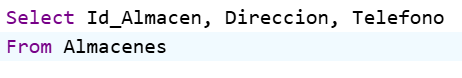 Select Id_Almacen, Direccion, Telefono
From Almacenes